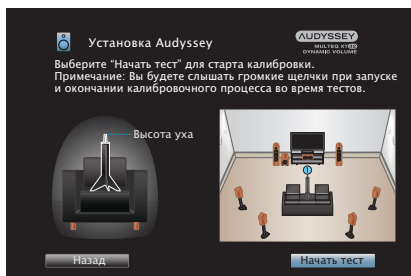 Установка Audyssey
AUDYSSEY
MULTEQ XT32
DYNAMIC VOLUME
Выберите "Начать тест" для старта калибровки.
Примечание: Вы будете слышать громкие щелчки при запуске
и окончании калибровочного процесса во время тестов.
Высота уха
Назад
Начать тест